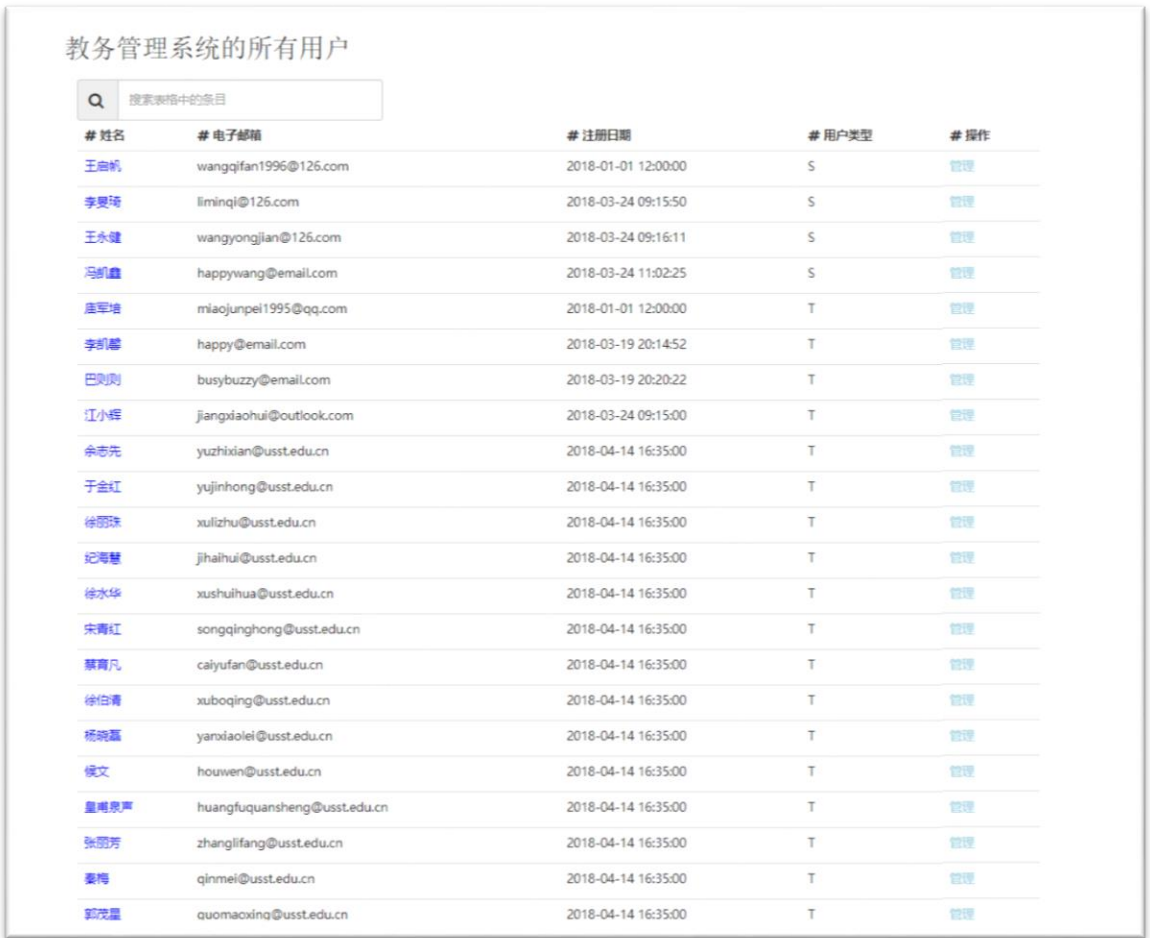 教务管理系统的所有用户
搜索表格中的条目
# 姓名 # 电子邮箱 # 注册日期 # 用户类型 # 操作
王启帆 wangqifan1996@126.com 2018-01-01 12:00:00 S 管理
李旻琦 liminqi@126.com 2018-03-24 09:15:50 S 管理
王永健 wangyongjian@126.com 2018-03-24 09:16:11 S 管理
冯凯鑫 happywang@email.com 2018-03-24 11:02:25 S 管理
miaojunpei1995@qq.com 2018-01-01 12:00:00 T 管理
李凯馨 happy@email.com 2018-03-19 20:14:52 T 管理
巴则则 busybuzzy@email.com 2018-03-19 20:20:22 T 管理
江小辉 jiangxiaohui@outlook.com 2018-03-24 09:15:00 T 管理
余志先 yuzhixian@usst.edu.cn 2018-04-14 16:35:00 T 管理
于金红 yujinhong@usst.edu.cn 2018-04-14 16:35:00 T 管理
徐丽珠 xulizhu@usst.edu.cn 2018-04-14 16:35:00 T 管理
纪海慧 jihaihui@usst.edu.cn 2018-04-14 16:35:00 T 管理
徐水华 xushuihua@usst.edu.cn 2018-04-14 16:35:00 T 管理
宋青红 songqinghong@usst.edu.cn 2018-04-14 16:35:00 T 管理
蔡育凡 caiyufan@usst.edu.cn 2018-04-14 16:35:00 T 管理
徐伯清 xuboqing@usst.edu.cn 2018-04-14 16:35:00 T 管理
杨晓磊 yanxiaolei@usst.edu.cn 2018-04-14 16:35:00 T 管理
候文 houwen@usst.edu.cn 2018-04-14 16:35:00 T 管理
皇甫泉声 huangfuquansheng@usst.edu.cn 2018-04-14 16:35:00 T 管理
张丽芳 zhanglifang@usst.edu.cn 2018-04-14 16:35:00 T 管理
秦梅 qinmei@usst.edu.cn 2018-04-14 16:35:00 T 管理
郭茂星 guomaoxing@usst.edu.cn 2018-04-14 16:35:00 T 管理